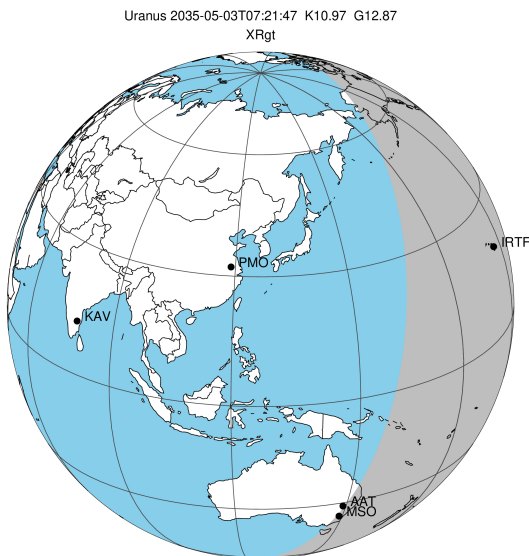 Uranus 2035-05-03T07:21:47  K10.97  G12.87
XRgt
IRTF
PMO
KAV
AAT
MSO